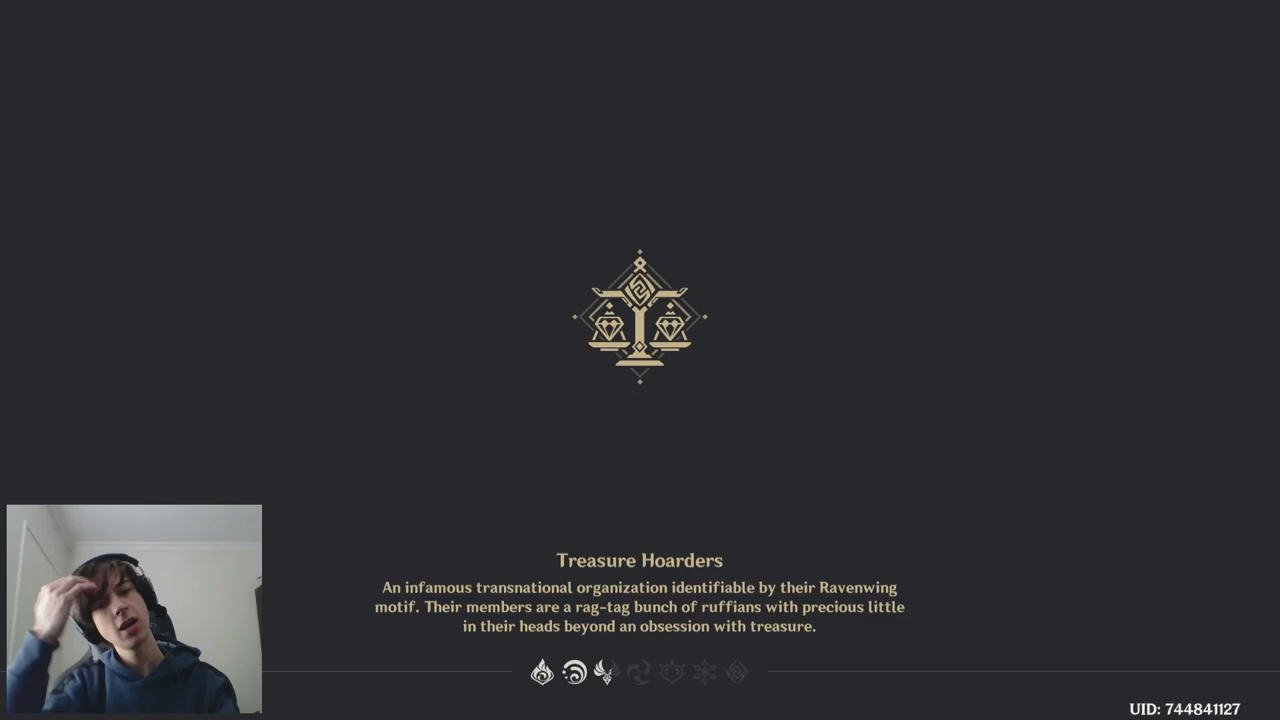 Treasure Hoarders
An infamous transnational organization identifiable by their Ravenwing
motif. Their members are a rag-tag bunch of ruffians with precious little
in their heads beyond an obsession with treasure.
UID: 744841127